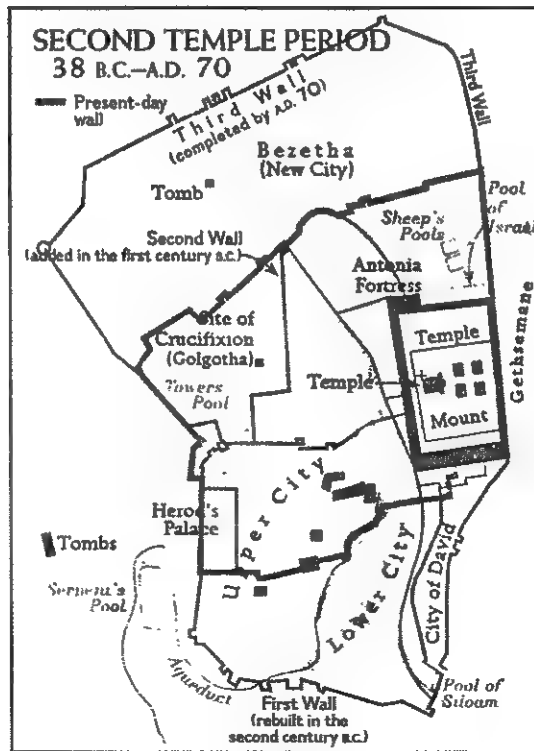 SECOND TEMPLE PERIOD
38 B.C.–A.D. 70
Present-day
wall
Third Wall
(completed by A.D. 70)
Third Wall
Bezetha
(New City)
Tomb
Pool
of
Israel
Sheep's
Pools
Second Wall
(added in the first century B.C.)
Antonia
Fortress
Gethsemane
Site of
Crucifixion
(Golgotha)
Temple
Mount
Temple
Towers
Pool
Upper City
Herod's
Palace
Tombs
Lower City
City of David
Serpent's
Pool
Aqueduct
First Wall
(rebuilt in the
second century B.C.)
Pool of
Siloam